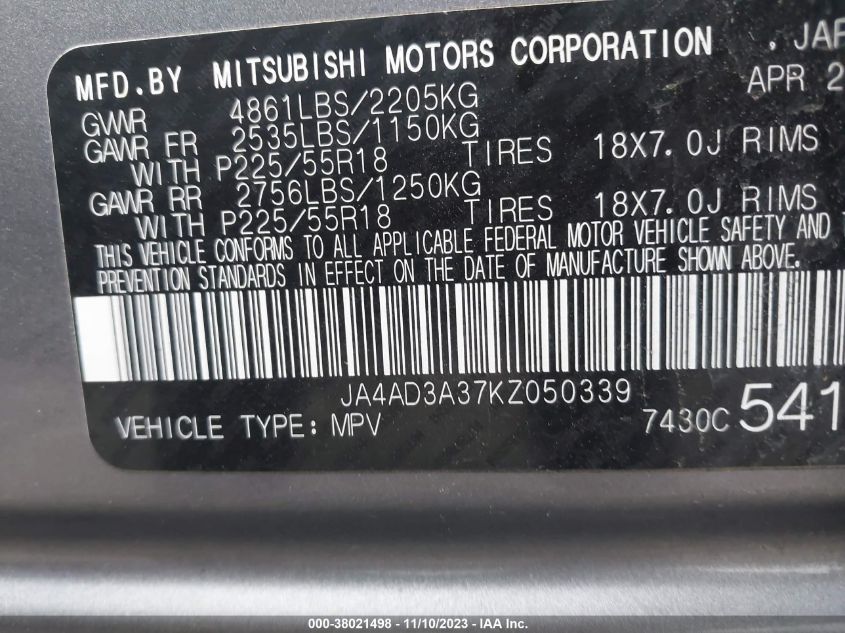 MFD.BY MITSUBISHI MOTORS CORPORATION . JAP
APR 2
GVWR 4861LBS/2205KG
GAWR FR 2535LBS/1150KG
WITH P225/55R18 TIRES 18X7.0J RIMS
GAWR RR 2756LBS/1250KG
WITH P225/55R18 TIRES 18X7.0J RIMS
THIS VEHICLE CONFORMS TO ALL APPLICABLE FEDERAL MOTOR VEHICLE SAFETY AND
PREVENTION STANDARDS IN EFFECT ON THE DATE OF MANUFACTURE SHOWN ABOVE.
JA4AD3A37KZ050339
VEHICLE TYPE: MPV 7430C 541
000-38021498 - 11/10/2023 - © IAA Inc.